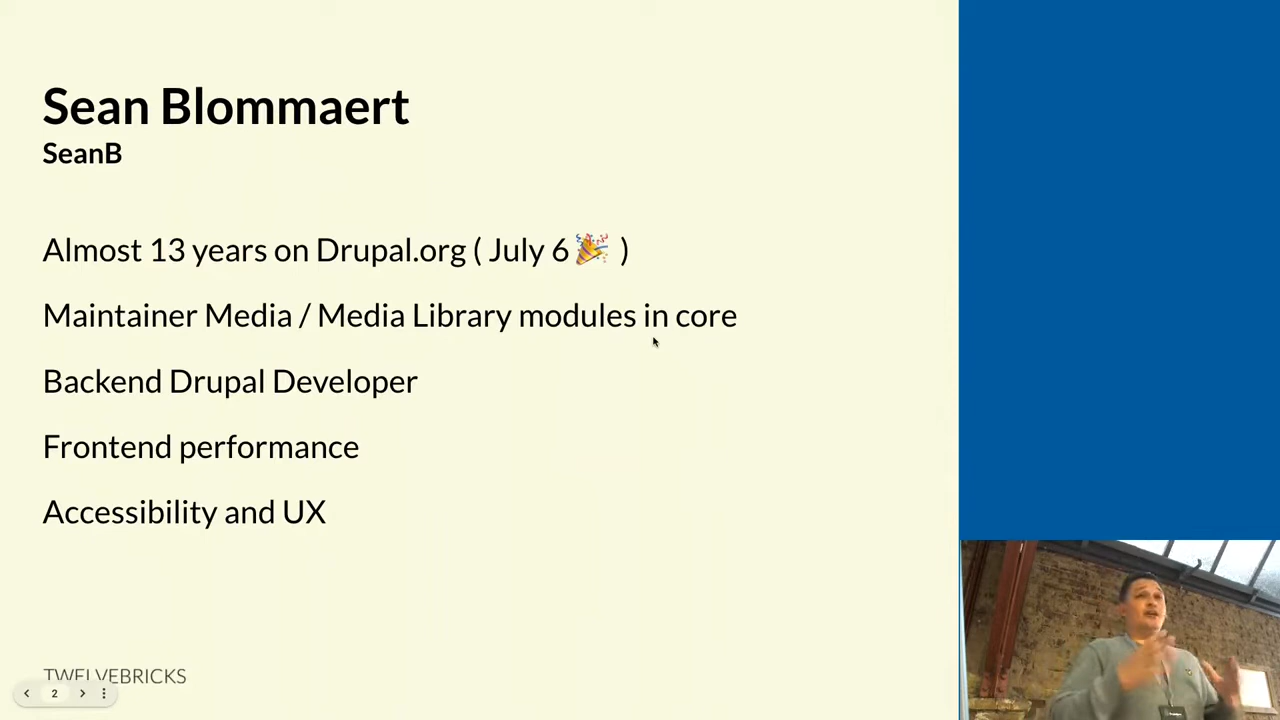 Sean Blommaert
SeanB
Almost 13 years on Drupal.org ( July 6 🎉 )
Maintainer Media / Media Library modules in core
Backend Drupal Developer
Frontend performance
Accessibility and UX
TWELVEBRICKS
2